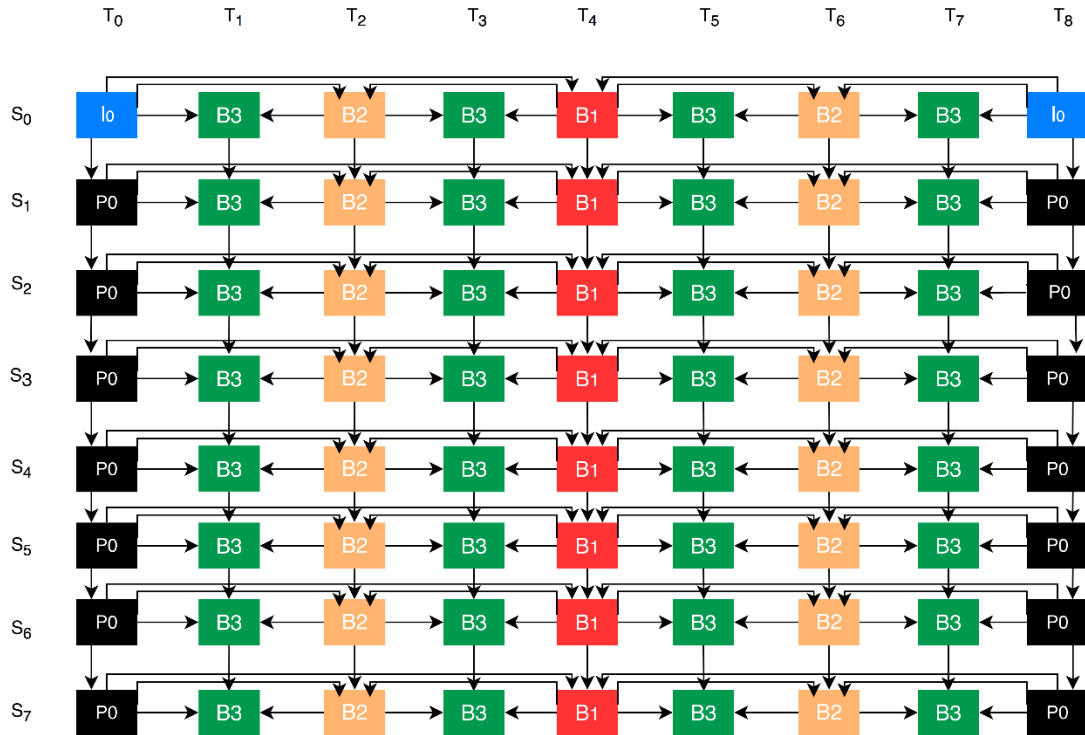 T0 T1 T2 T3 T4 T5 T6 T7 T8
S0 I0 B3 B2 B3 B1 B3 B2 B3 I0
S1 P0 B3 B2 B3 B1 B3 B2 B3 P0
S2 P0 B3 B2 B3 B1 B3 B2 B3 P0
S3 P0 B3 B2 B3 B1 B3 B2 B3 P0
S4 P0 B3 B2 B3 B1 B3 B2 B3 P0
S5 P0 B3 B2 B3 B1 B3 B2 B3 P0
S6 P0 B3 B2 B3 B1 B3 B2 B3 P0
S7 P0 B3 B2 B3 B1 B3 B2 B3 P0